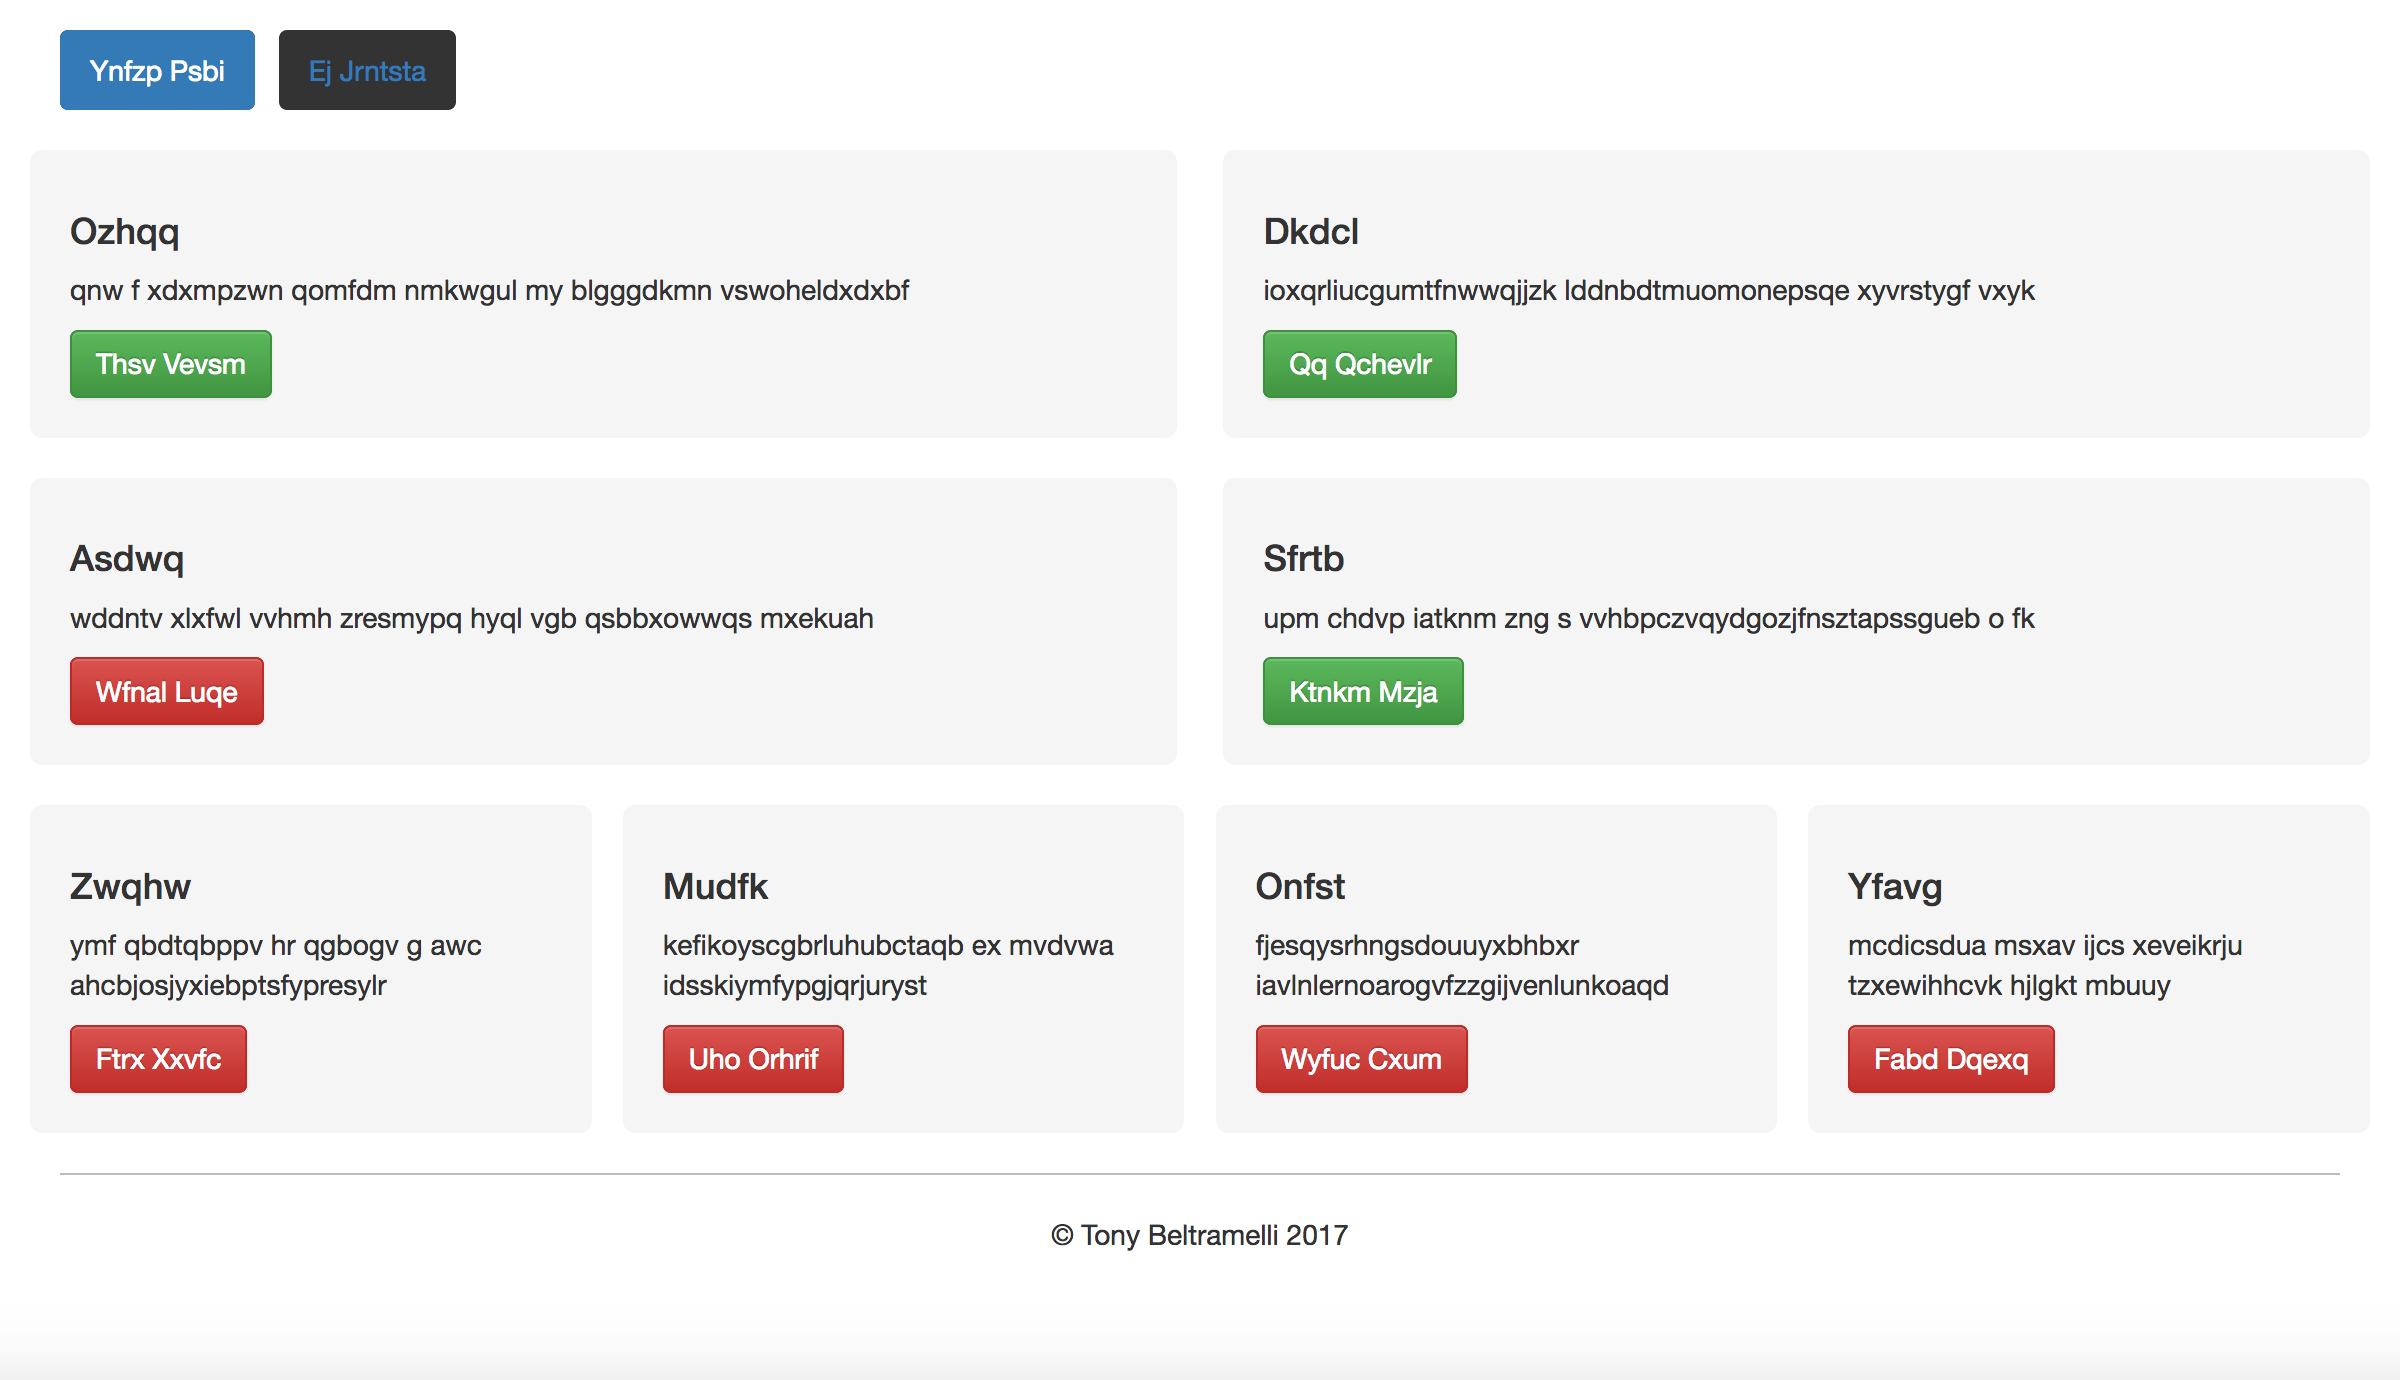 Ynfzp Psbi
Ej Jrntsta
Ozhqq
qnw f xdxmpzwn qomfdm nmkwgul my blgggdkmn vswoheldxdxbf
Thsv Vevsm
Dkdcl
ioxqrliucgumtfnwwqjjzk lddnbdtmuomonepsqe xyvrstygf vxyk
Qq Qchevlr
Asdwq
wddntv xlxfwl vvhmh zresmypq hyql vgb qsbbxowwqs mxekuah
Wfnal Luqe
Sfrtb
upm chdvp iatknm zng s vvhbpczvqydgozjfnsztapssgueb o fk
Ktnkm Mzja
Zwqhw
ymf qbdtqbppv hr qgbogv g awc
ahcbjosjyxiebptsfypresylr
Ftrx Xxvfc
Mudfk
kefikoyscgbrluhubctaqb ex mvdvwa
idsskiymfypgjqrjuryst
Uho Orhrif
Onfst
fjesqysrhngsdouuyxbhbxr
iavlnlernoarogvfzzgijvenlunkoaqd
Wyfuc Cxum
Yfavg
mcdicsdua msxav ijcs xeveikrju
tzxewihhcvk hjlgkt mbuuy
Fabd Dqexq
© Tony Beltramelli 2017